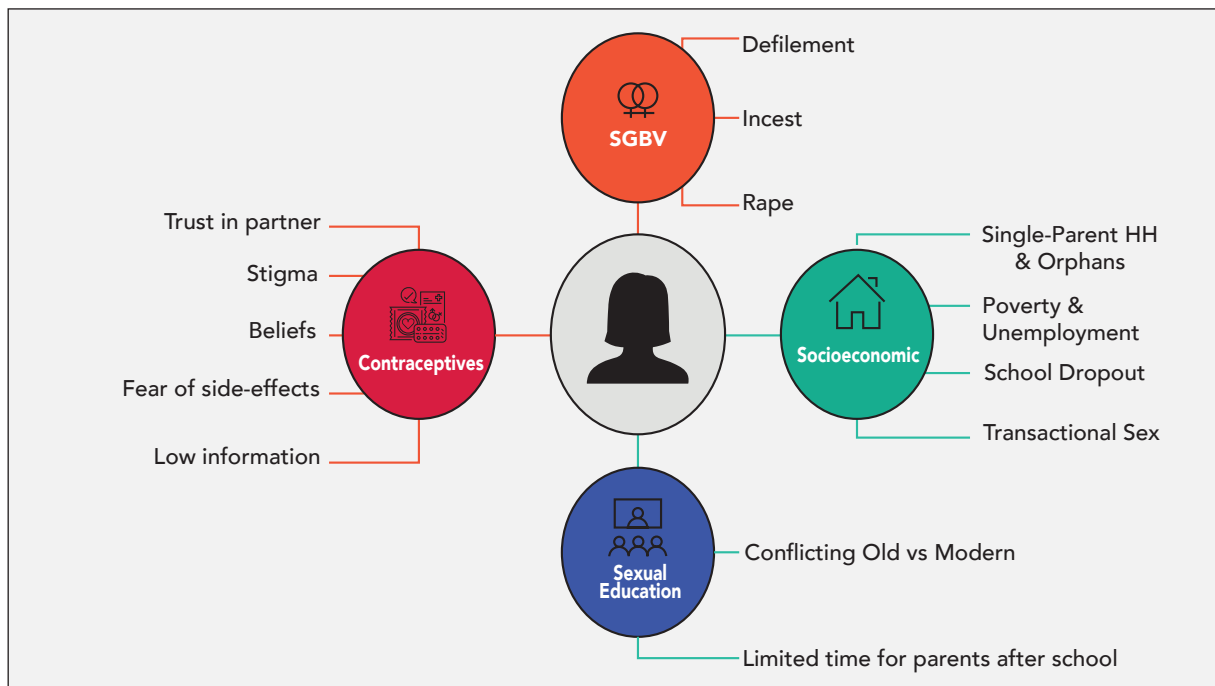 Defilement
Incest
Rape
SGBV
Trust in partner
Stigma
Beliefs
Fear of side-effects
Low information
Contraceptives
Single-Parent HH
& Orphans
Poverty &
Unemployment
School Dropout
Transactional Sex
Socioeconomic
Sexual
Education
Conflicting Old vs Modern
Limited time for parents after school